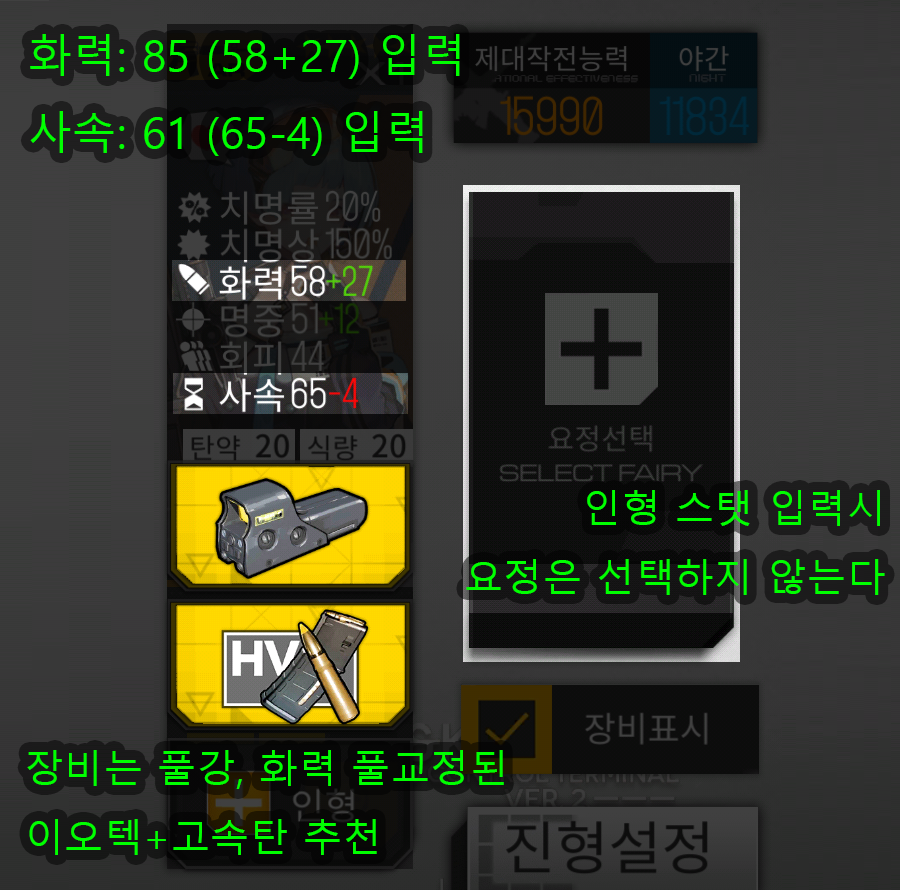 화력: 85 (58+27) 입력
사속: 61 (65-4) 입력
제대작전능력
야간
NIGHT
15990
11834
치명률 20%
치명상 150%
화력 58+27
명중 51+12
회피 44
사속 65-4
탄약 20
식량 20
요정선택
SELECT FAIRY
인형 스탯 입력시
요정은 선택하지 않는다
HV
장비표시
장비는 풀강, 화력 풀교정된
인형
이오텍+고속탄 추천
TERMINAL
VER.2
진형설정